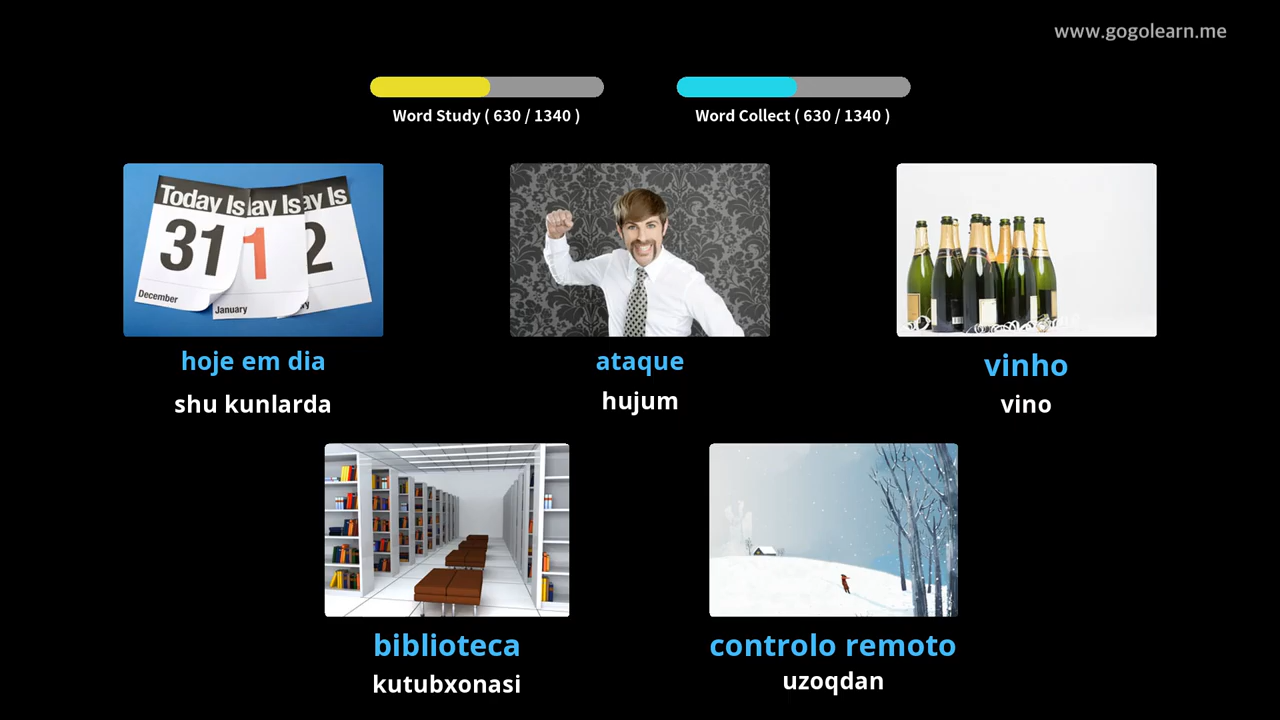 www.gogolearn.me
Word Study ( 630 / 1340 )
Word Collect ( 630 / 1340 )
Today Is
ay Is
ay Is
31
1
2
December
January
hoje em dia
ataque
vinho
shu kunlarda
hujum
vino
biblioteca
controlo remoto
kutubxonasi
uzoqdan